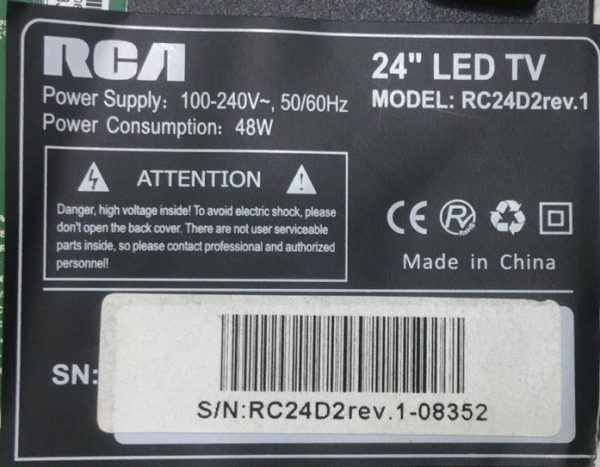 RCA
24" LED TV
Power Supply: 100-240V~, 50/60Hz
MODEL: RC24D2rev.1
Power Consumption: 48W
ATTENTION
Danger, high voltage inside! To avoid electric shock, please
don't open the back cover. There are not user serviceable
parts inside, so please contact professional and authorized
personnel!
CE R
Made in China
SN:
S/N:RC24D2rev.1-08352